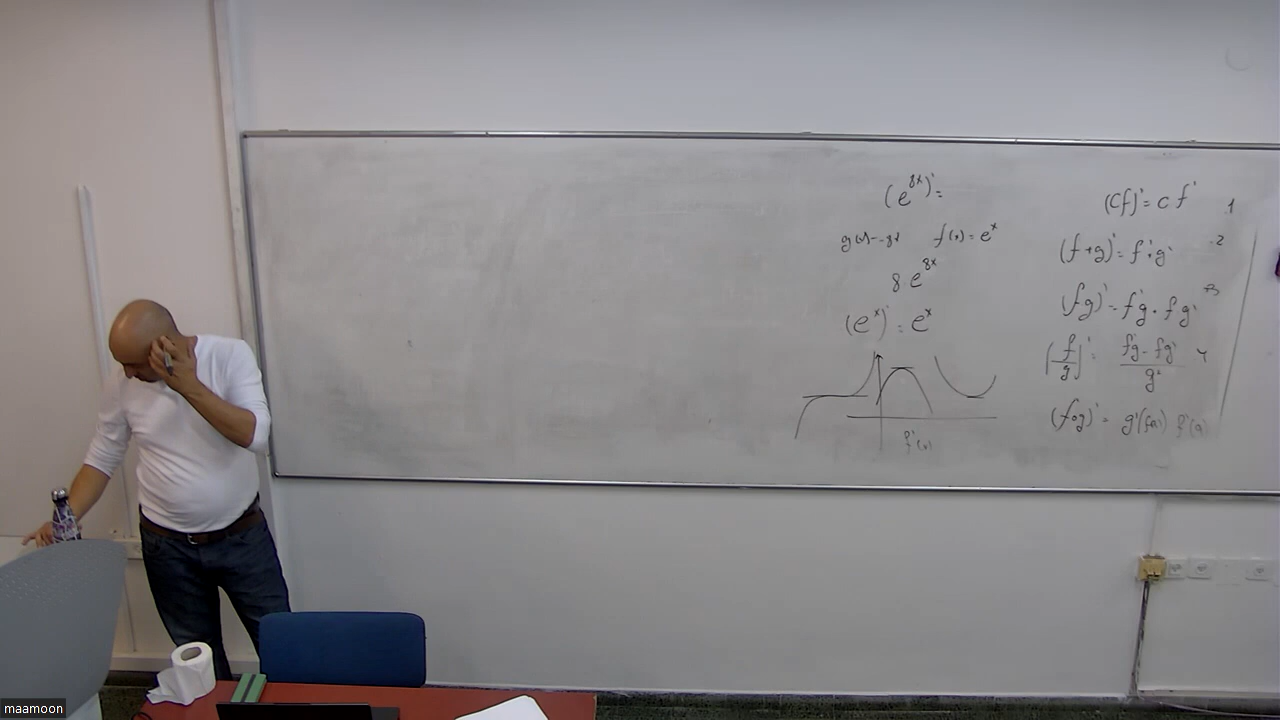 (e^{8x})' =
g(x) = 8x   f(x) = e^x
8 · e^{8x}
(e^x)' = e^x
f'(x)
(cf)' = c f'   .1
(f+g)' = f'+g'   .2
(fg)' = f'g + fg'   .3
(f/g)' = (f'g - fg')/g²   4
(f∘g)' = g'(f(x))
maamoon